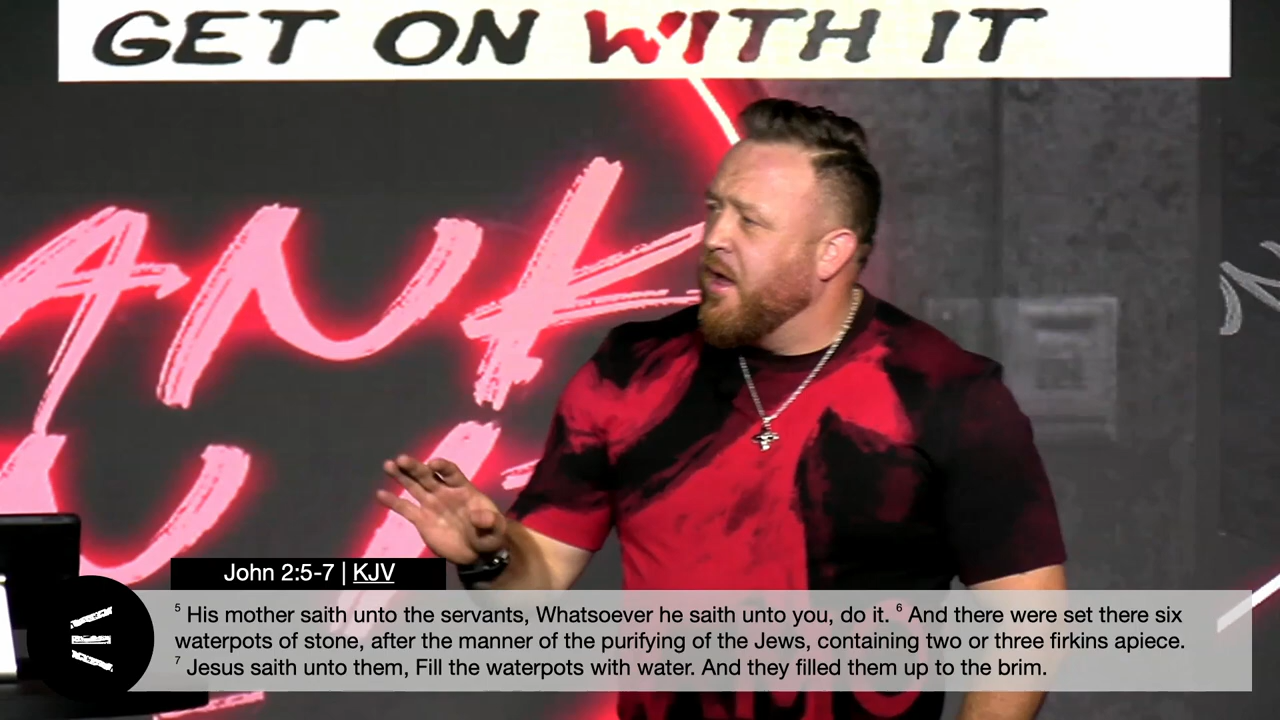 GET ON WITH IT
ANK
John 2:5-7 | KJV
5 His mother saith unto the servants, Whatsoever he saith unto you, do it. 6 And there were set there six
waterpots of stone, after the manner of the purifying of the Jews, containing two or three firkins apiece.
7 Jesus saith unto them, Fill the waterpots with water. And they filled them up to the brim.